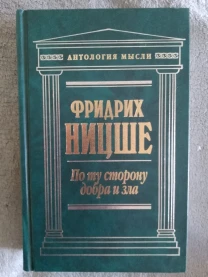 АНТОЛОГИЯ МЫСЛИ
ФРИДРИХ
НИЦШЕ
По ту сторону
добра и зла